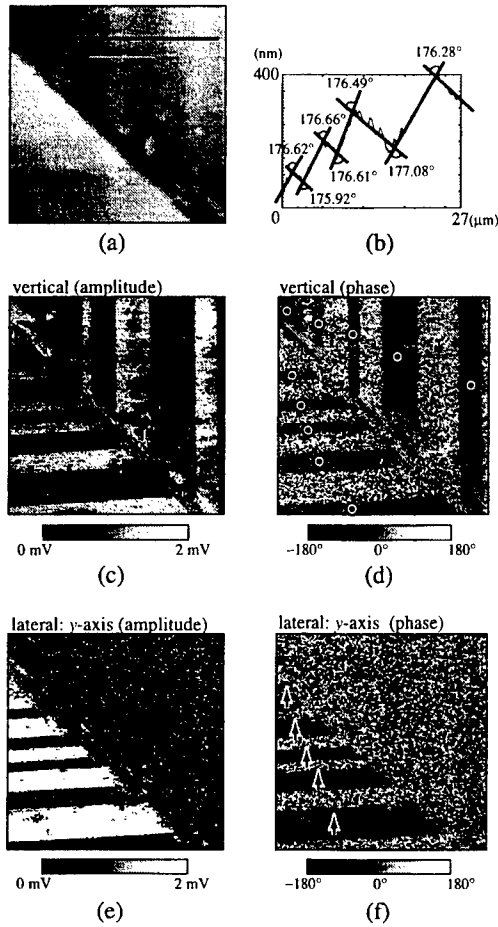 (nm)
400
176.28°
176.49°
176.66°
176.62°
176.61°
177.08°
175.92°
0
27(μm)
(a)
(b)
vertical (amplitude)
vertical (phase)
0 mV
2 mV
−180°
0°
180°
(c)
(d)
lateral: y-axis (amplitude)
lateral: y-axis (phase)
0 mV
2 mV
−180°
0°
180°
(e)
(f)